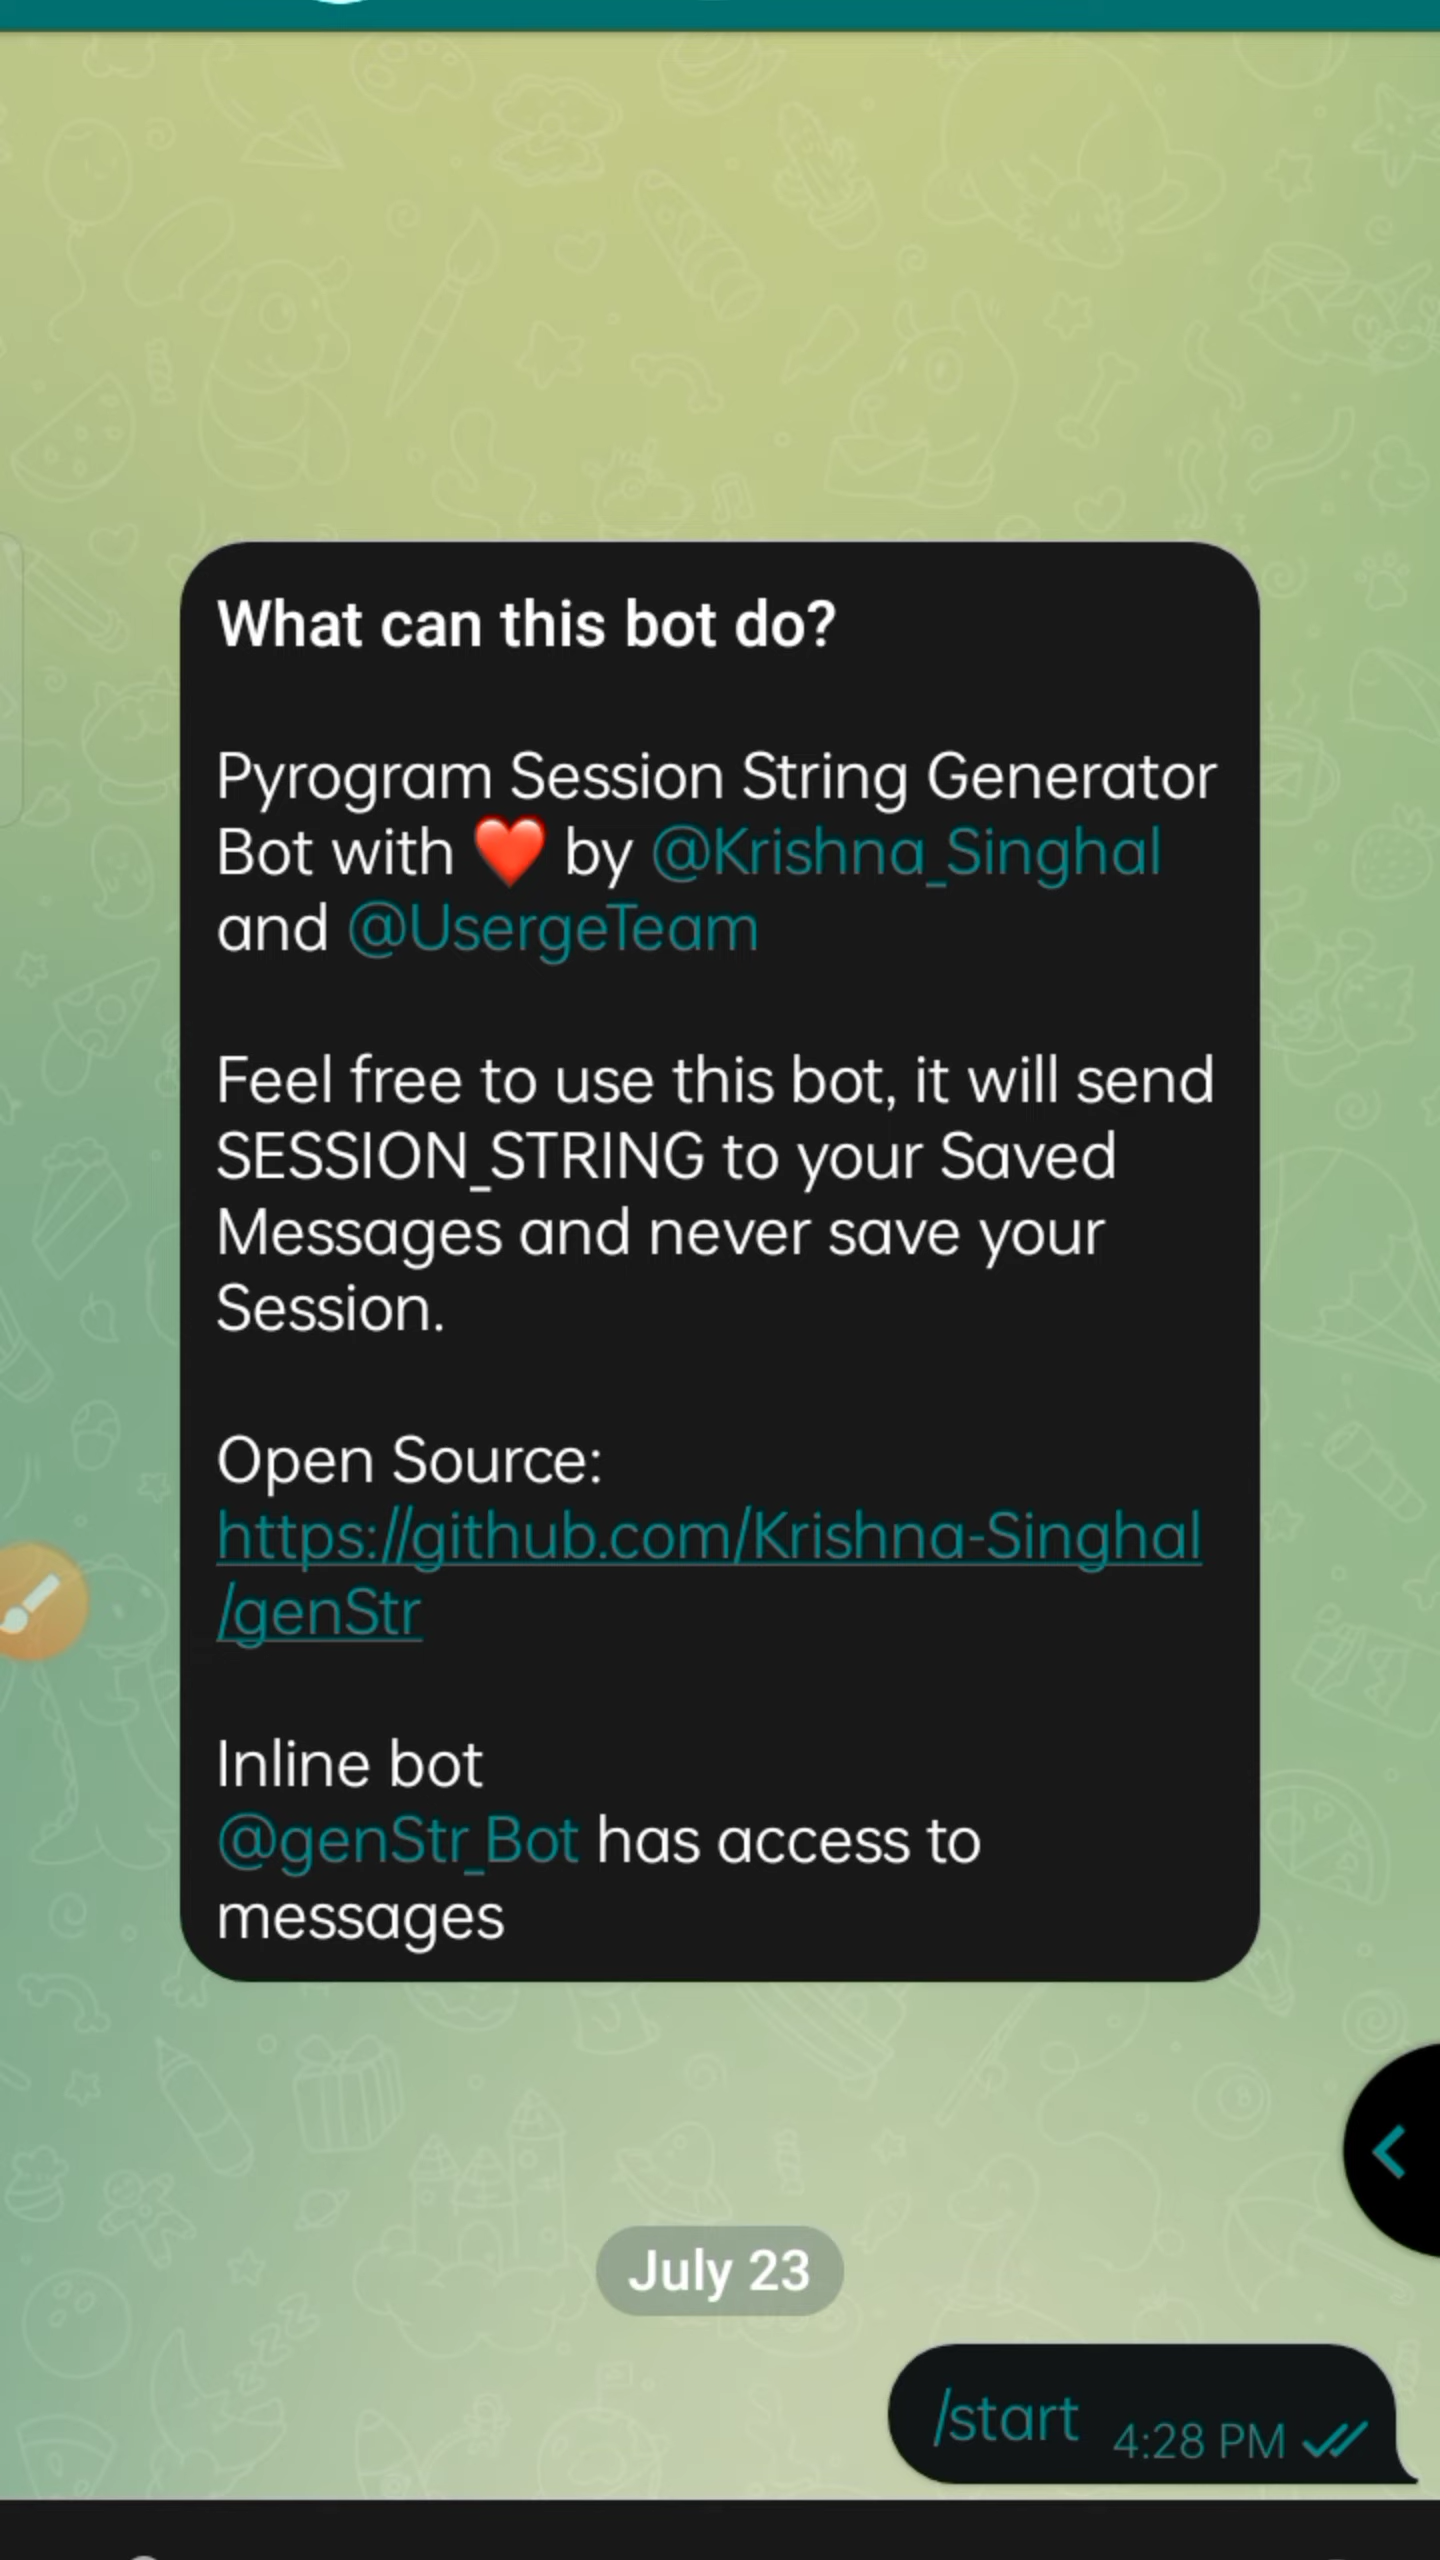 What can this bot do?
Pyrogram Session String Generator
Bot with ❤️ by @Krishna_Singhal
and @UsergeTeam
Feel free to use this bot, it will send
SESSION_STRING to your Saved
Messages and never save your
Session.
Open Source:
https://github.com/Krishna-Singhal
/genStr
Inline bot
@genStr_Bot has access to
messages
July 23
/start 4:28 PM